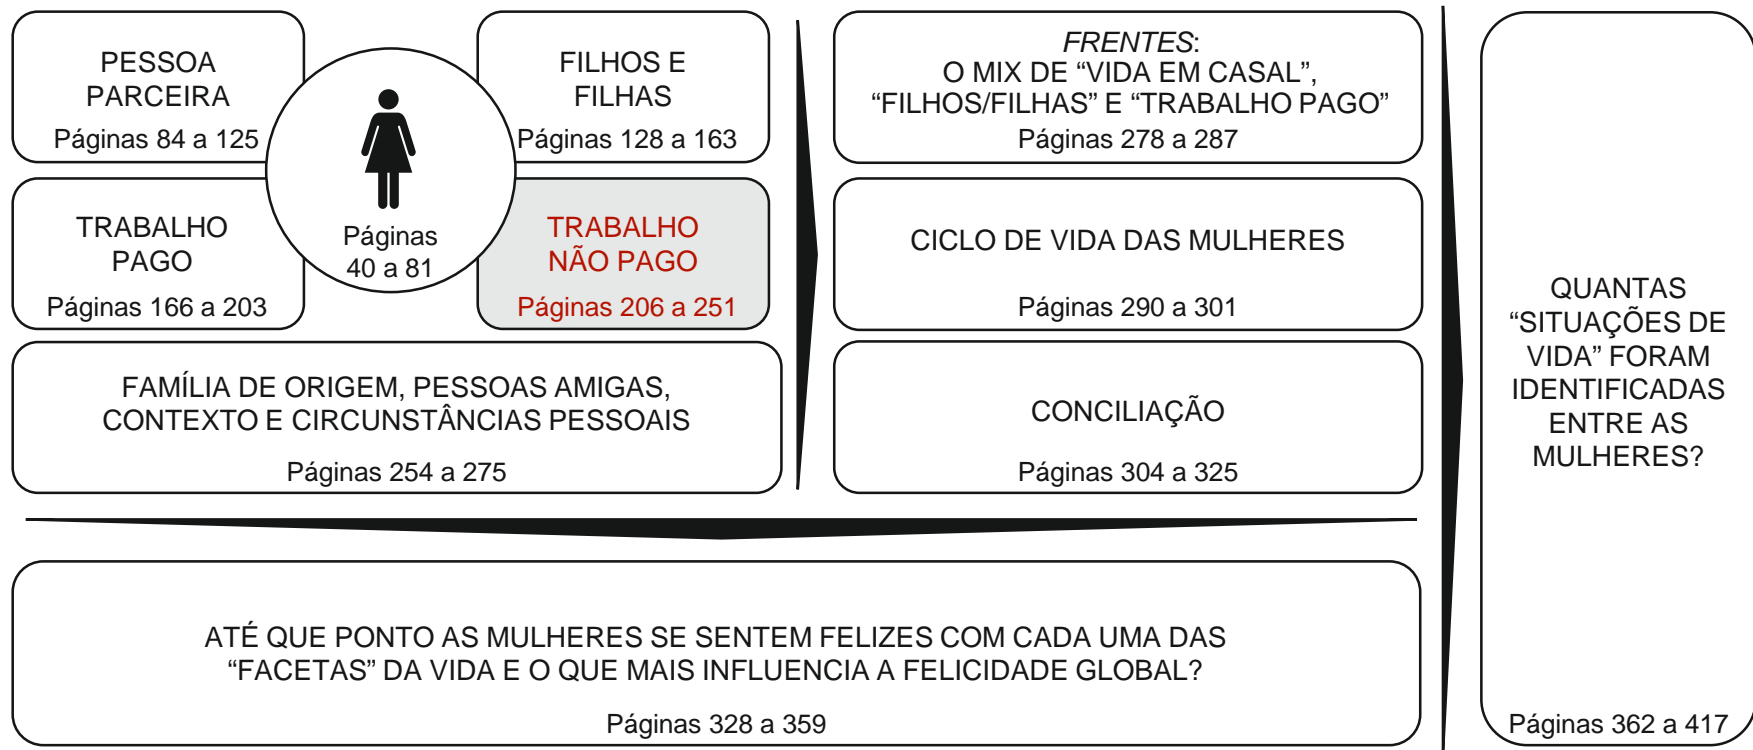 PESSOA
PARCEIRA
Páginas 84 a 125
FILHOS E
FILHAS
Páginas 128 a 163
Páginas
40 a 81
TRABALHO
PAGO
Páginas 166 a 203
TRABALHO
NÃO PAGO
Páginas 206 a 251
FAMÍLIA DE ORIGEM, PESSOAS AMIGAS,
CONTEXTO E CIRCUNSTÂNCIAS PESSOAIS
Páginas 254 a 275
FRENTES:
O MIX DE “VIDA EM CASAL”,
“FILHOS/FILHAS” E “TRABALHO PAGO”
Páginas 278 a 287
CICLO DE VIDA DAS MULHERES
Páginas 290 a 301
CONCILIAÇÃO
Páginas 304 a 325
ATÉ QUE PONTO AS MULHERES SE SENTEM FELIZES COM CADA UMA DAS
“FACETAS” DA VIDA E O QUE MAIS INFLUENCIA A FELICIDADE GLOBAL?
Páginas 328 a 359
QUANTAS
“SITUAÇÕES DE
VIDA” FORAM
IDENTIFICADAS
ENTRE AS
MULHERES?
Páginas 362 a 417